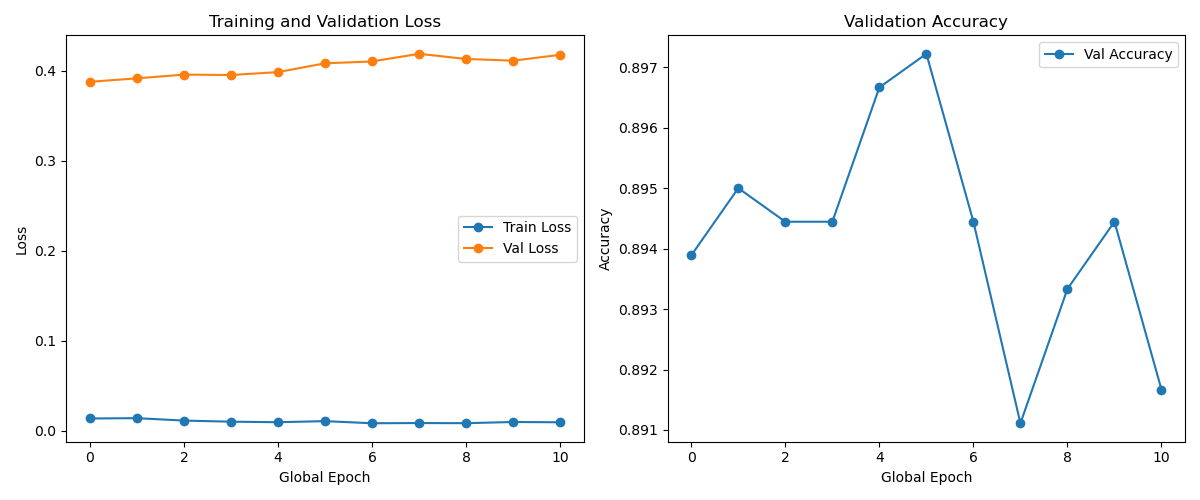 Training and Validation Loss
Loss
0.4
0.3
0.2
0.1
0.0
Train Loss
Val Loss
0 2 4 6 8 10
Global Epoch
Validation Accuracy
Accuracy
0.897
0.896
0.895
0.894
0.893
0.892
0.891
Val Accuracy
0 2 4 6 8 10
Global Epoch